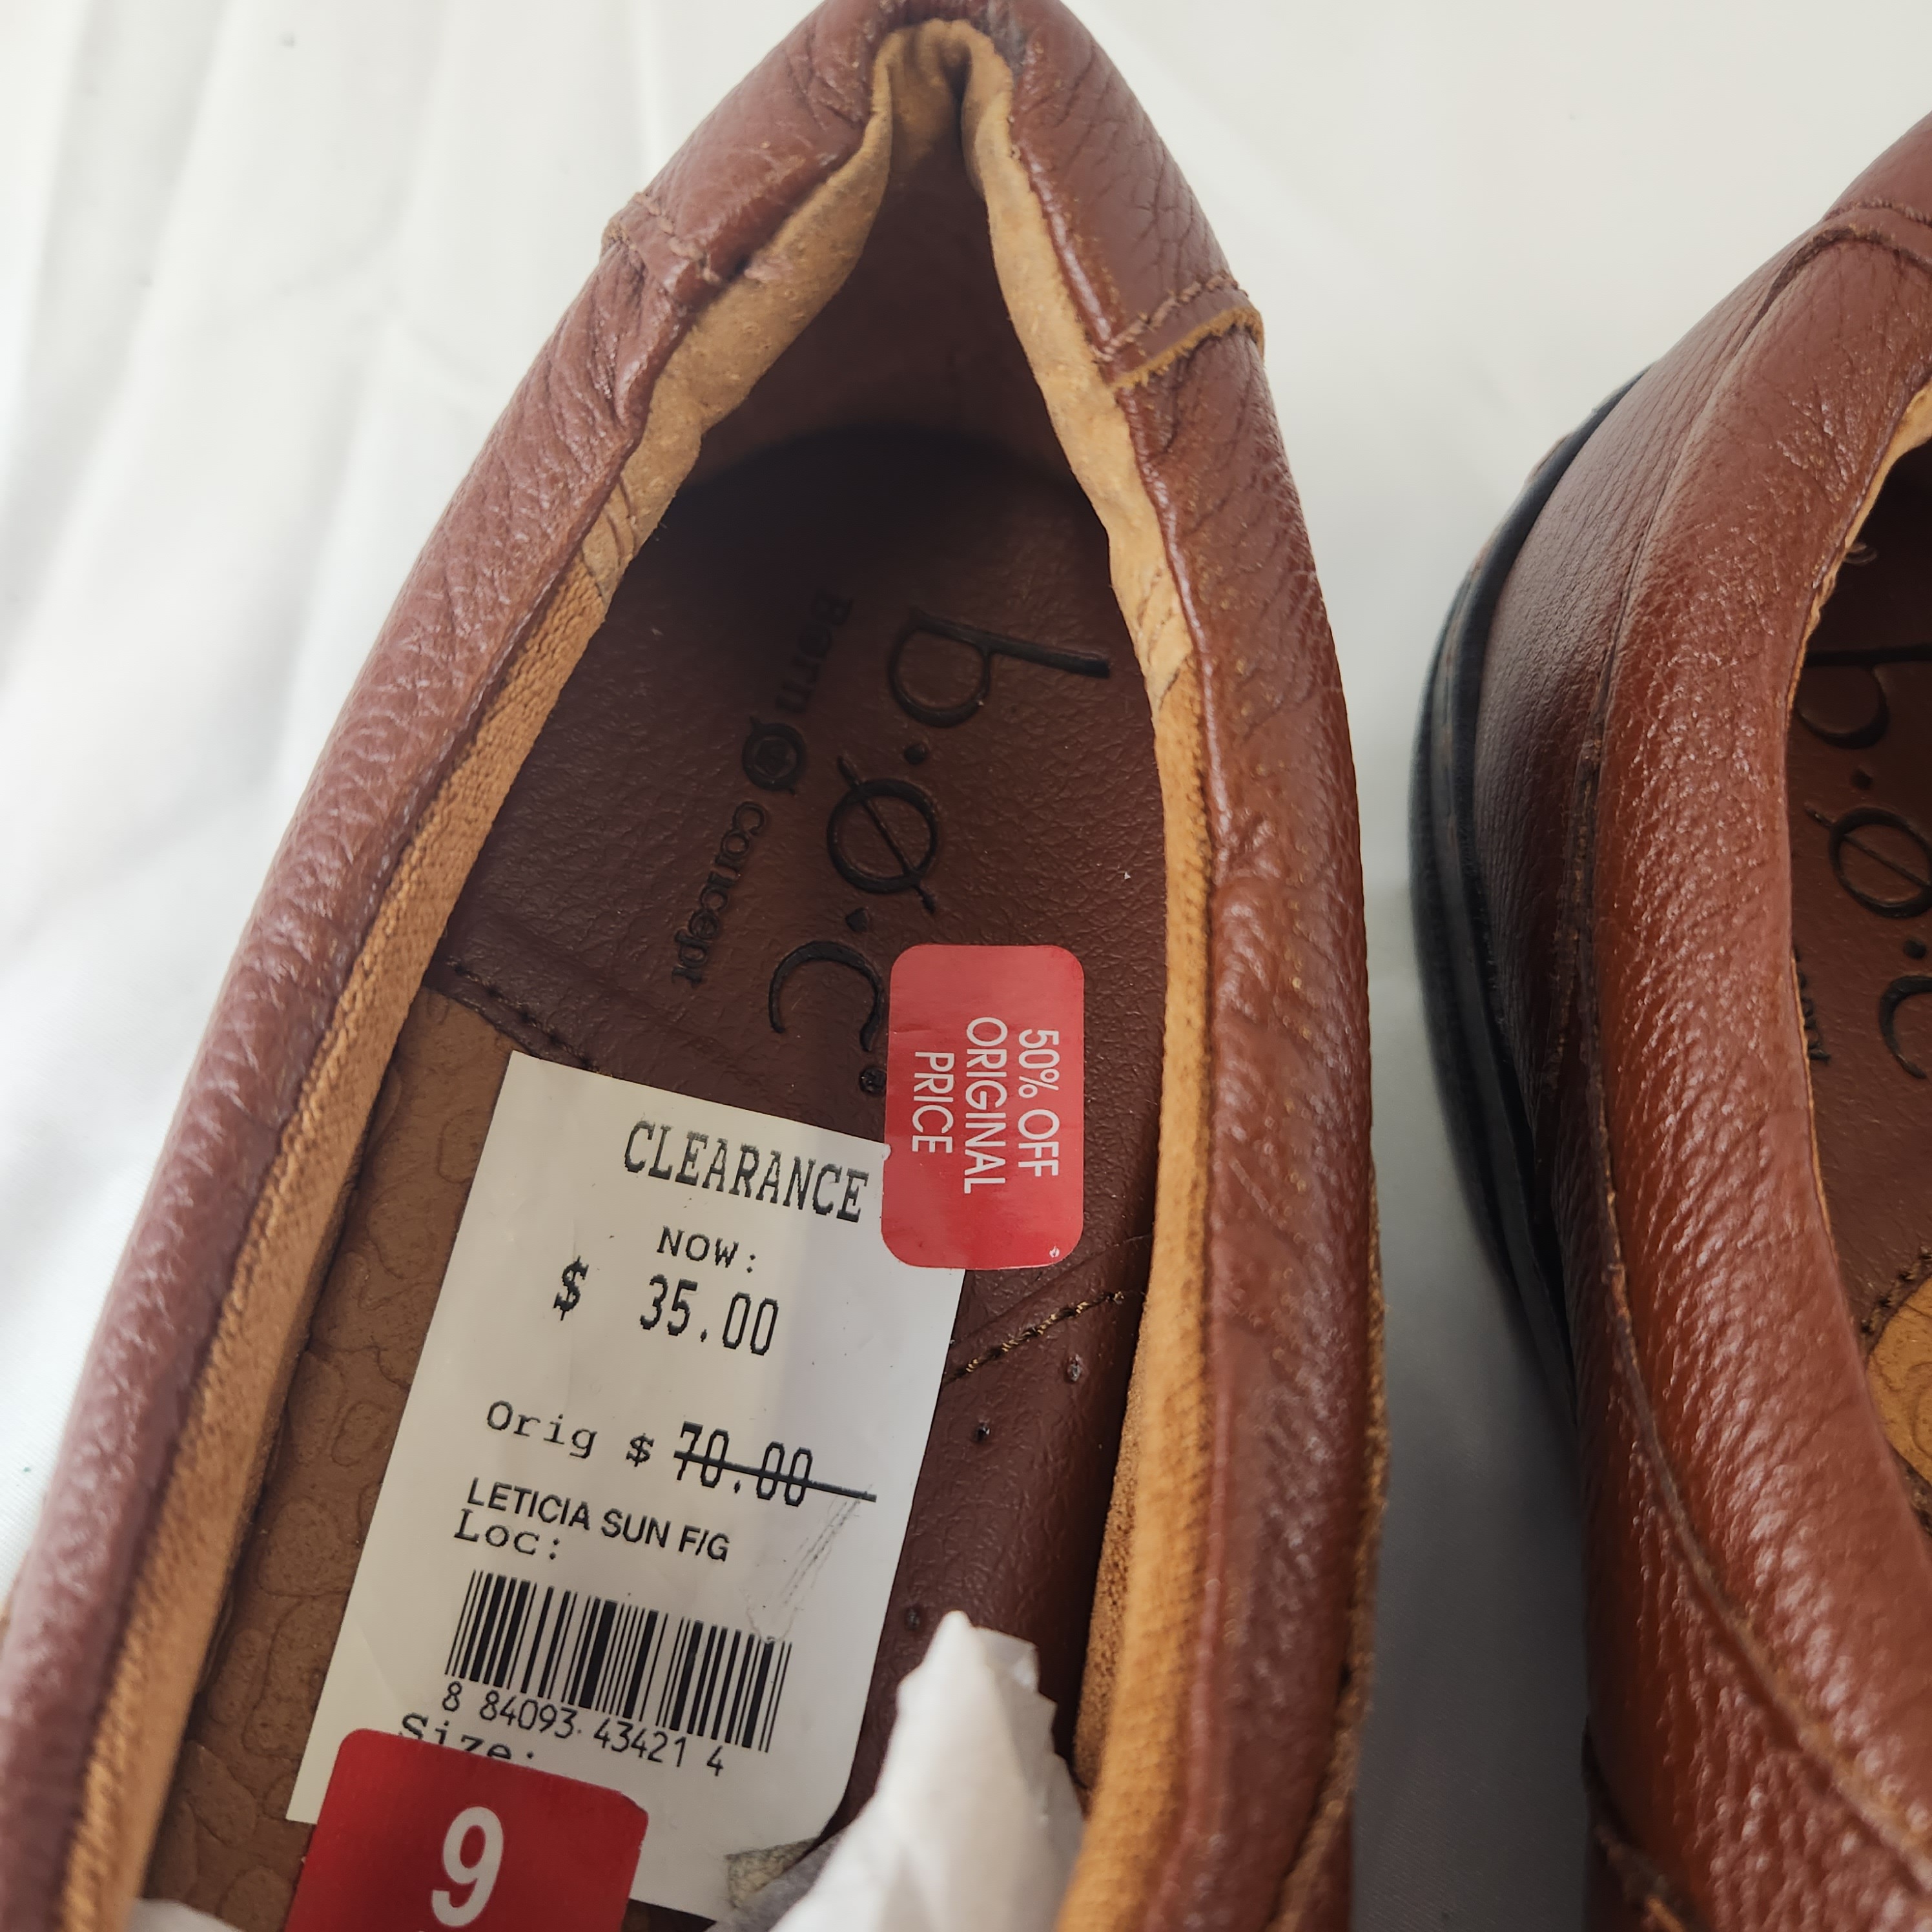 b·ø·c®
Born concept
50% OFF
ORIGINAL
PRICE
CLEARANCE
NOW:
$ 35.00
Orig $ 70.00
LETICIA SUN F/G
Loc:
8 84093 43421 4
Size:
9
b·ø·c